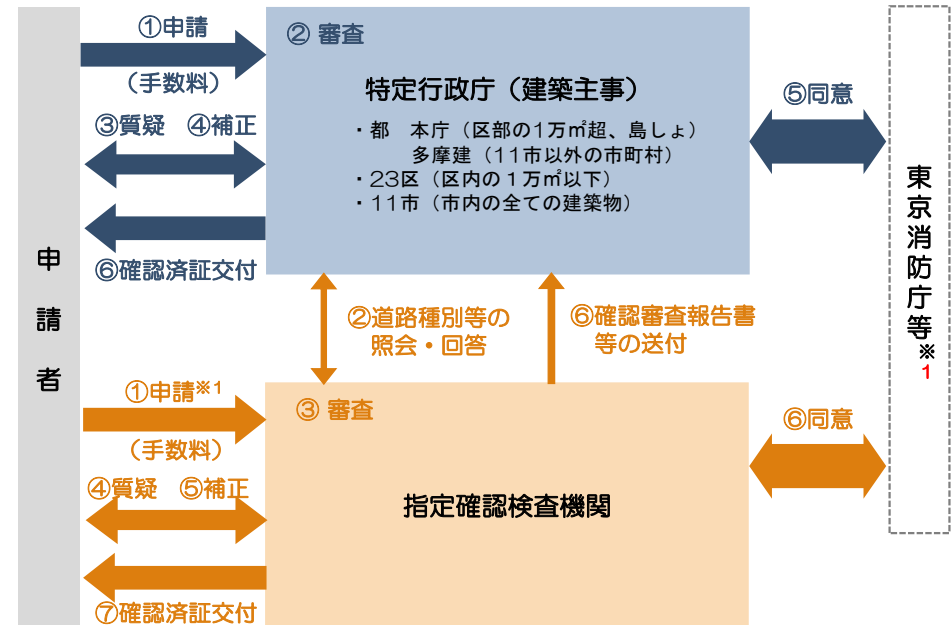 申請者
①申請
（手数料）
③質疑　④補正
⑥確認済証交付
② 審査
特定行政庁（建築主事）
・都　本庁（区部の1万㎡超、島しょ）
多摩建（11市以外の市町村）
・23区（区内の１万㎡以下）
・11市（市内の全ての建築物）
⑤同意
東京消防庁等※1
②道路種別等の
照会・回答
⑥確認審査報告書
等の送付
①申請※1
（手数料）
④質疑　⑤補正
⑦確認済証交付
③ 審査
指定確認検査機関
⑥同意